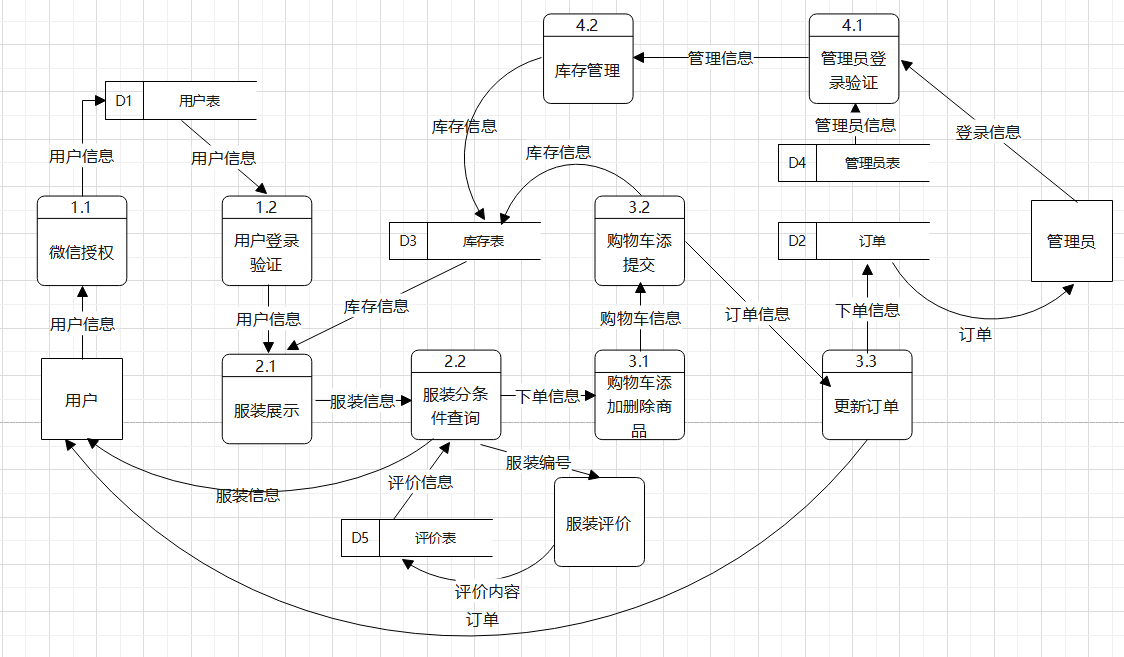 4.2
库存管理
管理信息
4.1
管理员登
录验证
D1
用户表
用户信息
用户信息
库存信息
库存信息
管理员信息
登录信息
D4
管理员表
1.1
微信授权
1.2
用户登录
验证
D3
库存表
3.2
购物车添
提交
D2
订单
管理员
用户信息
用户信息
库存信息
购物车信息
订单信息
下单信息
订单
用户
2.1
服装展示
服装信息
2.2
服装分条
件查询
下单信息
3.1
购物车添
加删除商
品
3.3
更新订单
服装信息
评价信息
服装编号
D5
评价表
服装评价
评价内容
订单